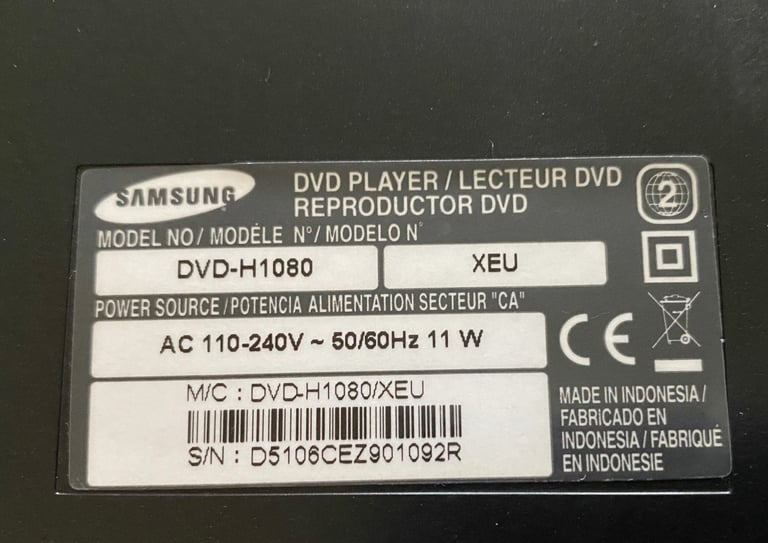 SAMSUNG
DVD PLAYER / LECTEUR DVD
REPRODUCTOR DVD
2
MODEL NO / MODÈLE N° / MODELO N°
DVD-H1080 XEU
POWER SOURCE / POTENCIA ALIMENTATION SECTEUR "CA"
AC 110-240V ~ 50/60Hz 11 W
CE
M/C : DVD-H1080/XEU
S/N : D5106CEZ901092R
MADE IN INDONESIA /
FABRICADO EN
INDONESIA / FABRIQUÉ
EN INDONESIE